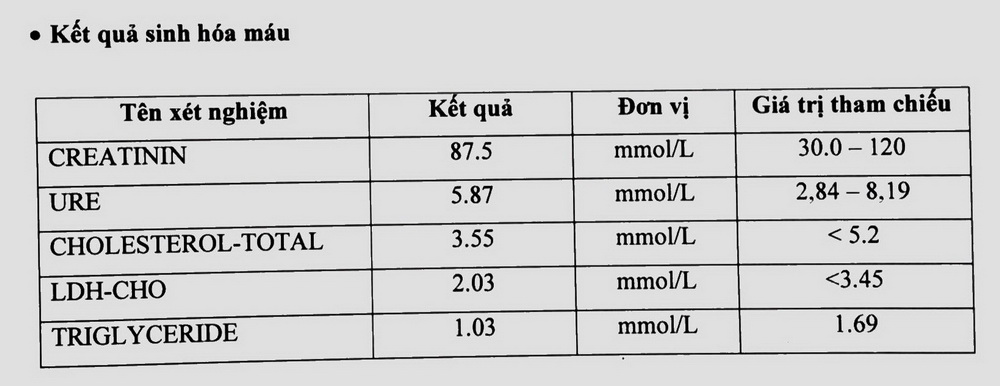 • Kết quả sinh hóa máu
Tên xét nghiệm Kết quả Đơn vị Giá trị tham chiếu
CREATININ 87.5 mmol/L 30.0 – 120
URE 5.87 mmol/L 2,84 – 8,19
CHOLESTEROL-TOTAL 3.55 mmol/L < 5.2
LDH-CHO 2.03 mmol/L <3.45
TRIGLYCERIDE 1.03 mmol/L 1.69